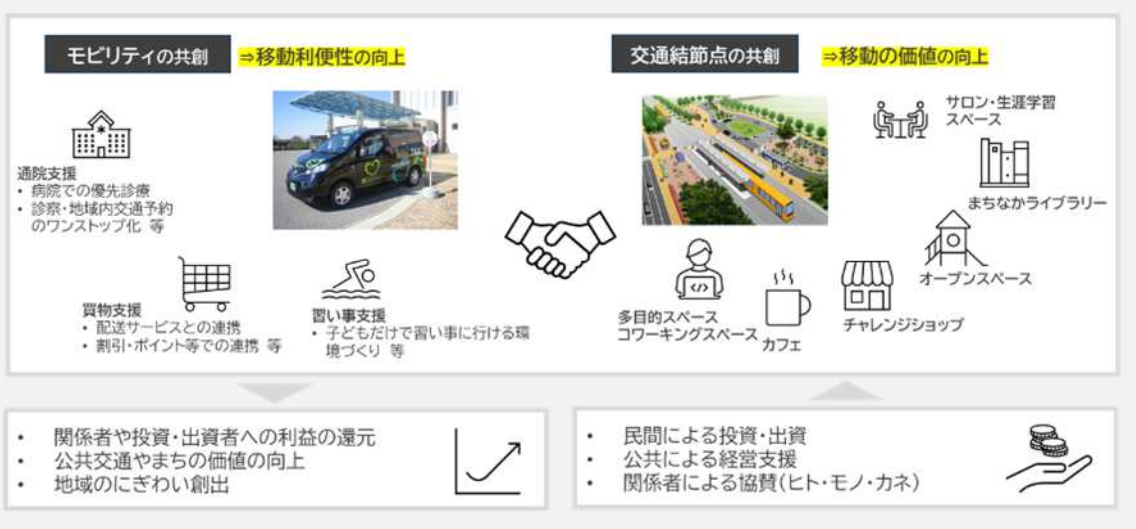 モビリティの共創 ⇒移動利便性の向上
通院支援
• 病院での優先診療
• 診察・地域内交通予約
のワンストップ化 等
買物支援
• 配送サービスとの連携
• 割引・ポイント等での連携 等
習い事支援
• 子どもだけで習い事に行ける環
境づくり 等
交通結節点の共創 ⇒移動の価値の向上
サロン・生涯学習
スペース
まちなかライブラリー
オープンスペース
チャレンジショップ
カフェ
多目的スペース
コワーキングスペース
• 関係者や投資・出資者への利益の還元
• 公共交通やまちの価値の向上
• 地域のにぎわい創出
• 民間による投資・出資
• 公共による経営支援
• 関係者による協賛(ヒト・モノ・カネ)